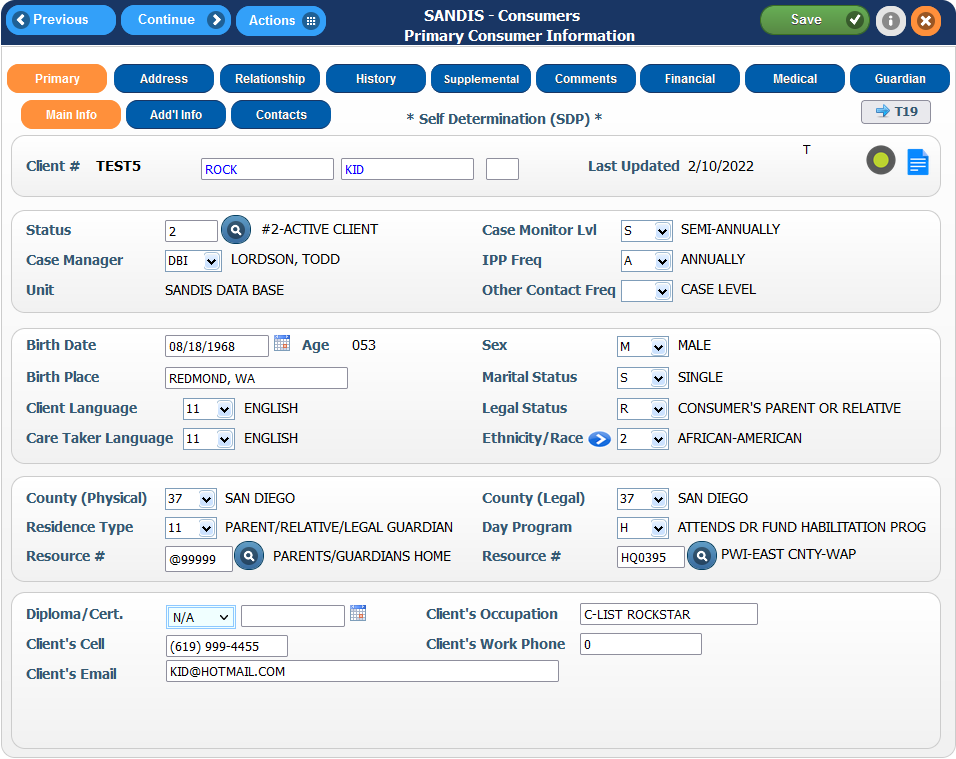 Previous Continue Actions SANDIS - Consumers Save
Primary Consumer Information
Primary Address Relationship History Supplemental Comments Financial Medical Guardian
Main Info Add'l Info Contacts * Self Determination (SDP) * T19
T
Client # TEST5 ROCK KID Last Updated 2/10/2022
Status 2 #2-ACTIVE CLIENT Case Monitor Lvl S SEMI-ANNUALLY
Case Manager DBI LORDSON, TODD IPP Freq A ANNUALLY
Unit SANDIS DATA BASE Other Contact Freq CASE LEVEL
Birth Date 08/18/1968 Age 053 Sex M MALE
Birth Place REDMOND, WA Marital Status S SINGLE
Client Language 11 ENGLISH Legal Status R CONSUMER'S PARENT OR RELATIVE
Care Taker Language 11 ENGLISH Ethnicity/Race 2 AFRICAN-AMERICAN
County (Physical) 37 SAN DIEGO County (Legal) 37 SAN DIEGO
Residence Type 11 PARENT/RELATIVE/LEGAL GUARDIAN Day Program H ATTENDS DR FUND HABILITATION PROG
Resource # @99999 PARENTS/GUARDIANS HOME Resource # HQ0395 PWI-EAST CNTY-WAP
Diploma/Cert. N/A Client's Occupation C-LIST ROCKSTAR
Client's Cell (619) 999-4455 Client's Work Phone 0
Client's Email KID@HOTMAIL.COM